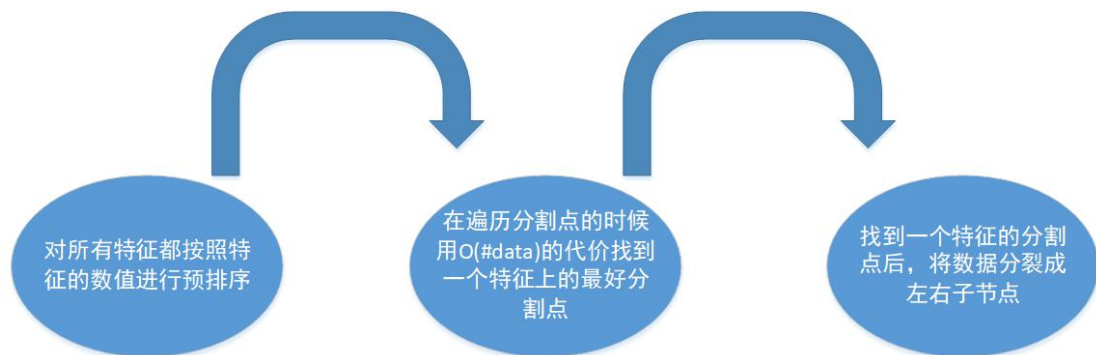 对所有特征都按照特
征的数值进行预排序
在遍历分割点的时候
用O(#data)的代价找到
一个特征上的最好分
割点
找到一个特征的分割
点后，将数据分裂成
左右子节点